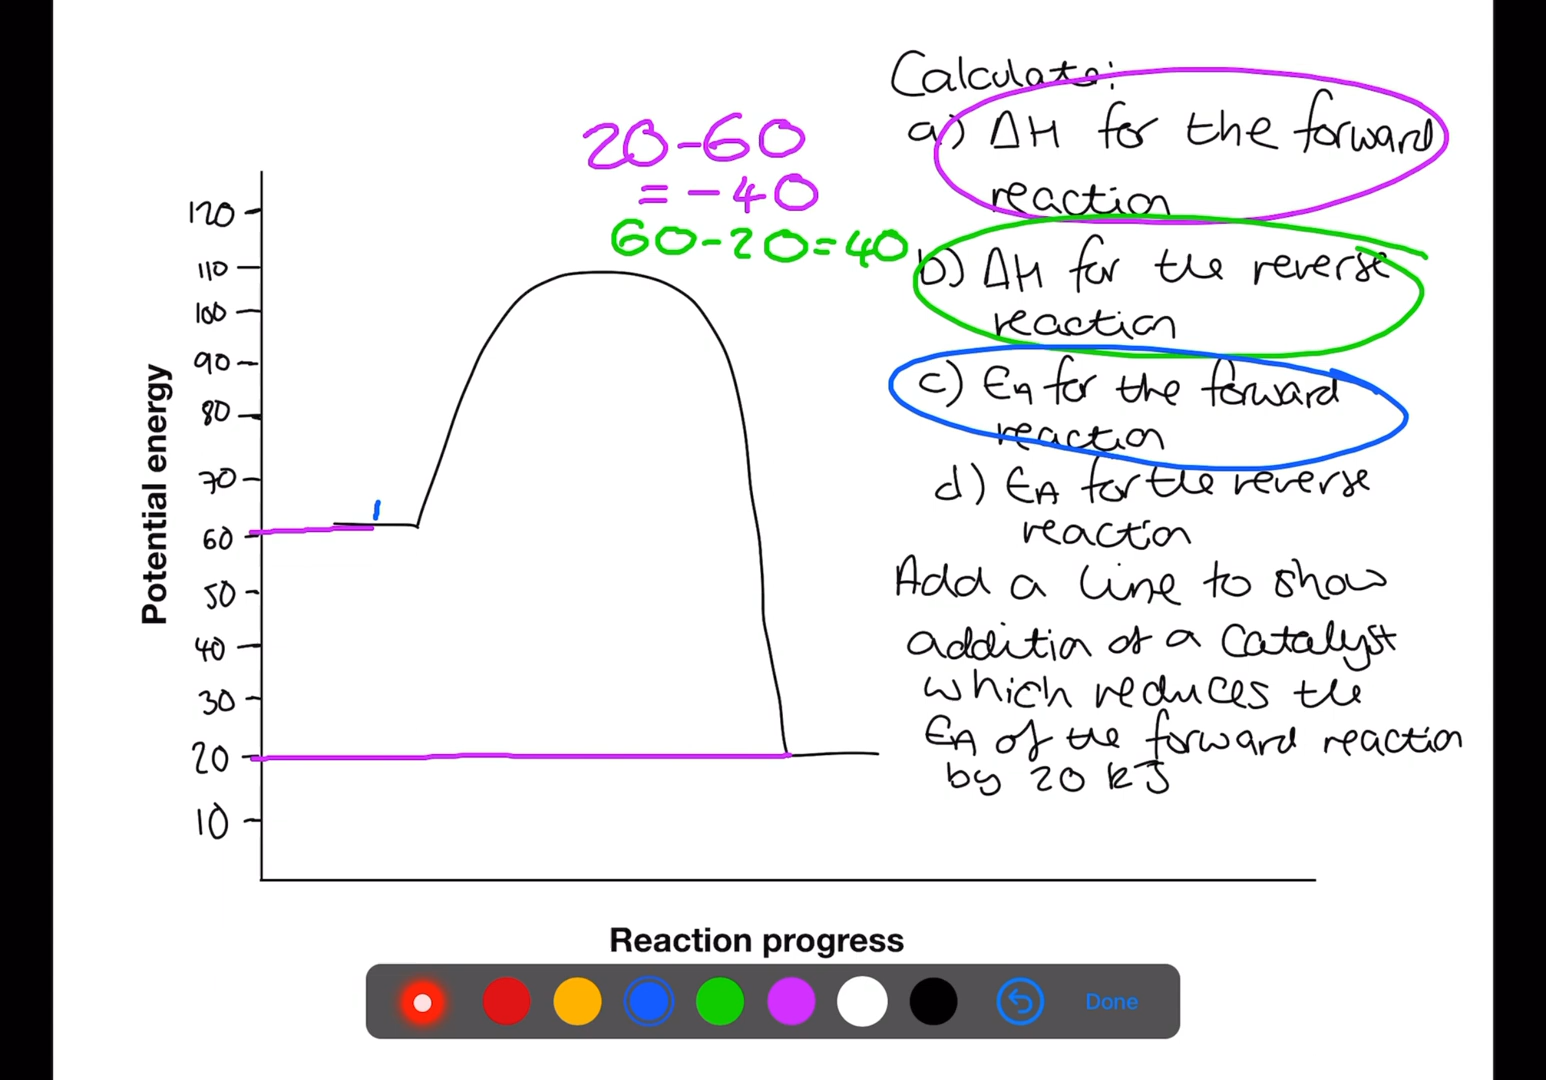 Calculate:
a) ΔH for the forward
reaction
20-60
= -40
60-20=40
b) ΔH for the reverse
reaction
c) EA for the forward
reaction
d) EA for the reverse
reaction
Add a line to show
addition of a Catalyst
which reduces the
EA of the forward reaction
by 20 kJ
120
110
100
90
80
70
60
50
40
30
20
10
Potential energy
Reaction progress
Done